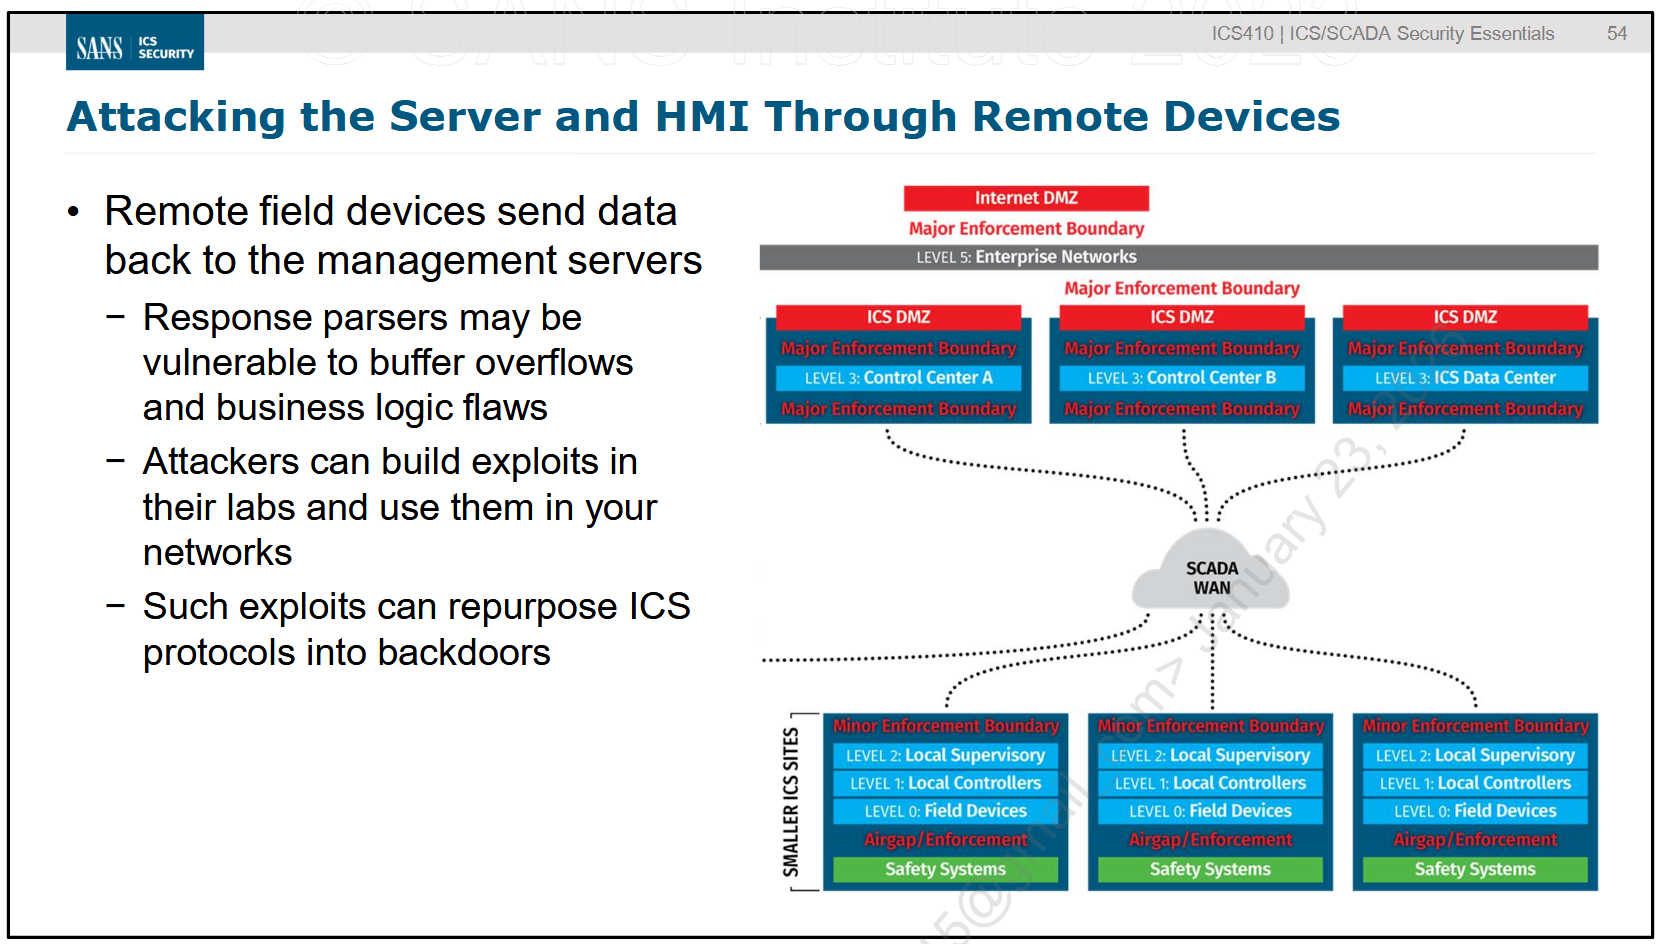 © SANS Institute 2023
SANS
ICS
SECURITY
ICS410 | ICS/SCADA Security Essentials 54
Attacking the Server and HMI Through Remote Devices
• Remote field devices send data
back to the management servers
– Response parsers may be
vulnerable to buffer overflows
and business logic flaws
– Attackers can build exploits in
their labs and use them in your
networks
– Such exploits can repurpose ICS
protocols into backdoors
Internet DMZ
Major Enforcement Boundary
LEVEL 5: Enterprise Networks
Major Enforcement Boundary
ICS DMZ
Major Enforcement Boundary
LEVEL 3: Control Center A
Major Enforcement Boundary
ICS DMZ
Major Enforcement Boundary
LEVEL 3: Control Center B
Major Enforcement Boundary
ICS DMZ
Major Enforcement Boundary
LEVEL 3: ICS Data Center
Major Enforcement Boundary
SCADA
WAN
SMALLER ICS SITES
Minor Enforcement Boundary
LEVEL 2: Local Supervisory
LEVEL 1: Local Controllers
LEVEL 0: Field Devices
Airgap/Enforcement
Safety Systems
Minor Enforcement Boundary
LEVEL 2: Local Supervisory
LEVEL 1: Local Controllers
LEVEL 0: Field Devices
Airgap/Enforcement
Safety Systems
Minor Enforcement Boundary
LEVEL 2: Local Supervisory
LEVEL 1: Local Controllers
LEVEL 0: Field Devices
Airgap/Enforcement
Safety Systems
5@gmail.com> January 23,